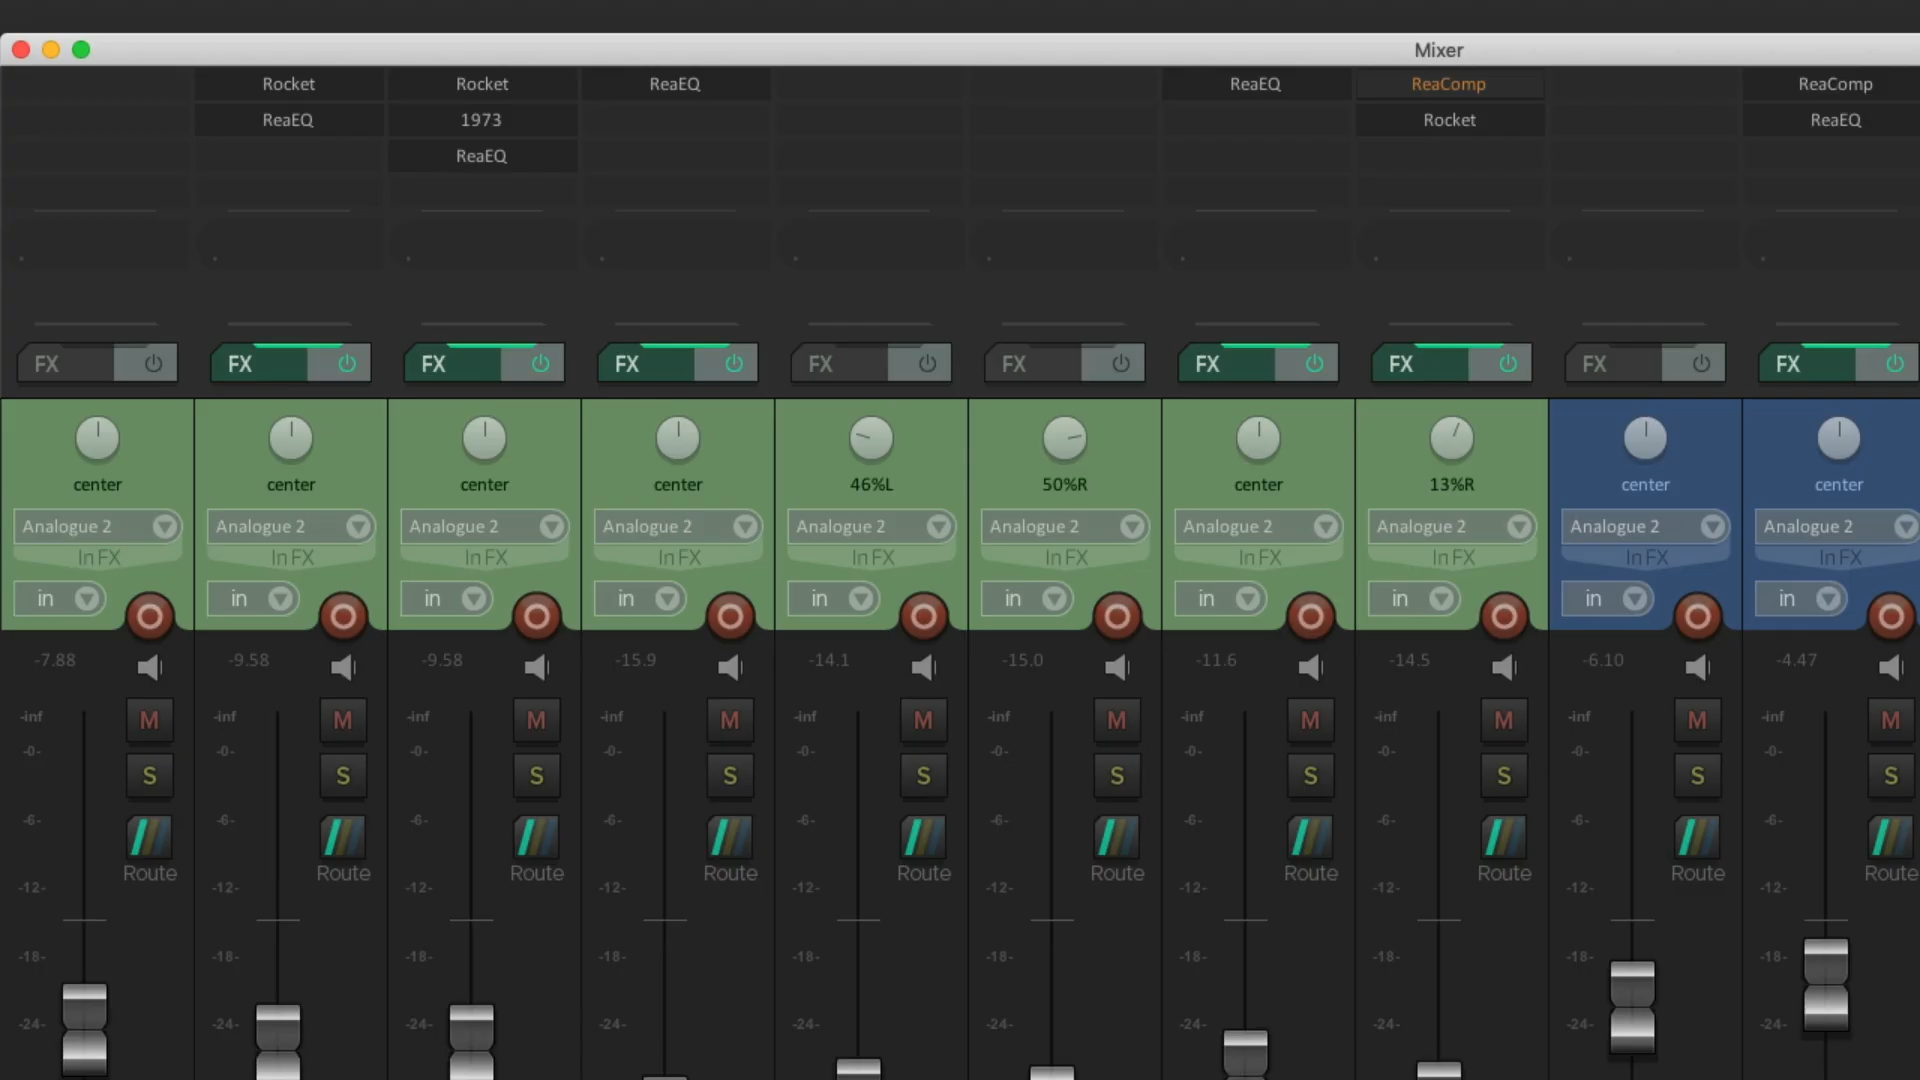 Mixer
Rocket Rocket ReaEQ ReaEQ ReaComp ReaComp
ReaEQ 1973 Rocket ReaEQ
ReaEQ
FX FX FX FX FX FX FX FX FX FX
center center center center 46%L 50%R center 13%R center center
Analogue 2 Analogue 2 Analogue 2 Analogue 2 Analogue 2 Analogue 2 Analogue 2 Analogue 2 Analogue 2 Analogue 2
In FX In FX In FX In FX In FX In FX In FX In FX In FX In FX
in in in in in in in in in in
-7.88 -9.58 -9.58 -15.9 -14.1 -15.0 -11.6 -14.5 -6.10 -4.47
-inf M -inf M -inf M -inf M -inf M -inf M -inf M -inf M -inf M -inf M
-0- -0- -0- -0- -0- -0- -0- -0- -0- -0-
S S S S S S S S S S
-6- -6- -6- -6- -6- -6- -6- -6- -6- -6-
Route Route Route Route Route Route Route Route Route Route
-12- -12- -12- -12- -12- -12- -12- -12- -12- -12-
-18- -18- -18- -18- -18- -18- -18- -18- -18- -18-
-24- -24- -24- -24- -24- -24- -24- -24- -24- -24-